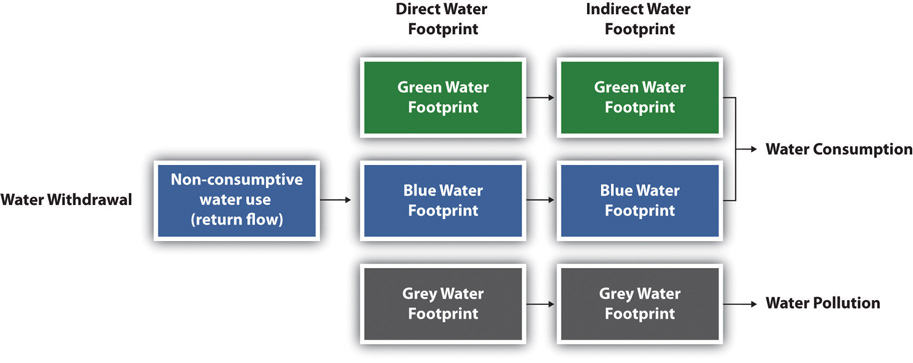 Direct Water
Footprint
Indirect Water
Footprint
Green Water
Footprint
Green Water
Footprint
Water Consumption
Water Withdrawal
Non-consumptive
water use
(return flow)
Blue Water
Footprint
Blue Water
Footprint
Grey Water
Footprint
Grey Water
Footprint
Water Pollution